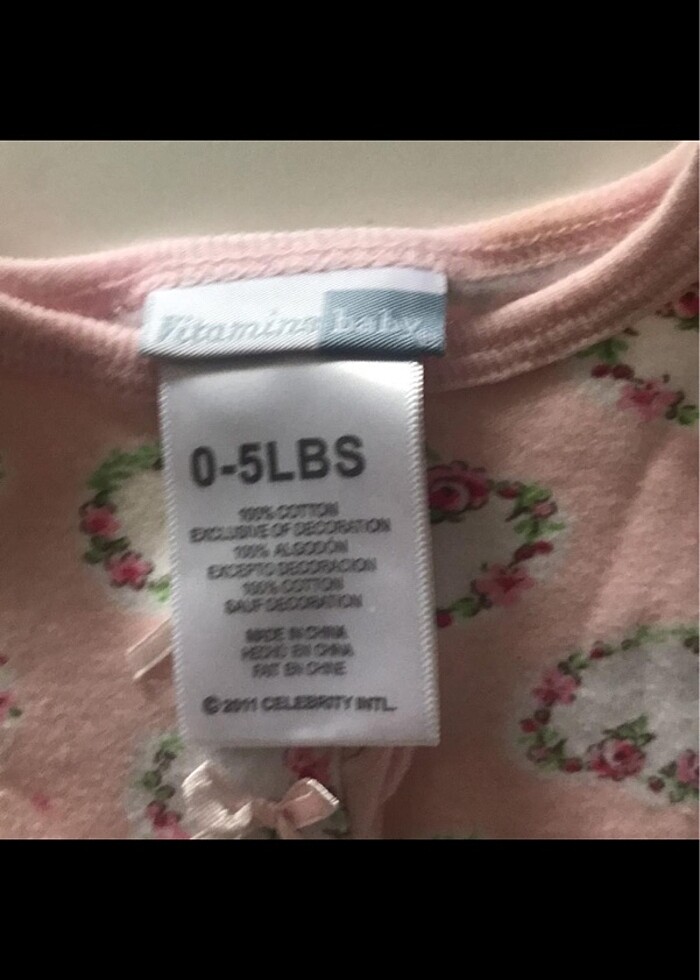 Vitamins baby
0-5LBS
100% COTTON
EXCLUSIVE OF DECORATION
100% ALGODÓN
EXCEPTO DECORACION
100% COTTON
SAUF DECORATION
MADE IN CHINA
HECHO EN CHINA
FAIT EN CHINE
© 2011 CELEBRITY INTL.